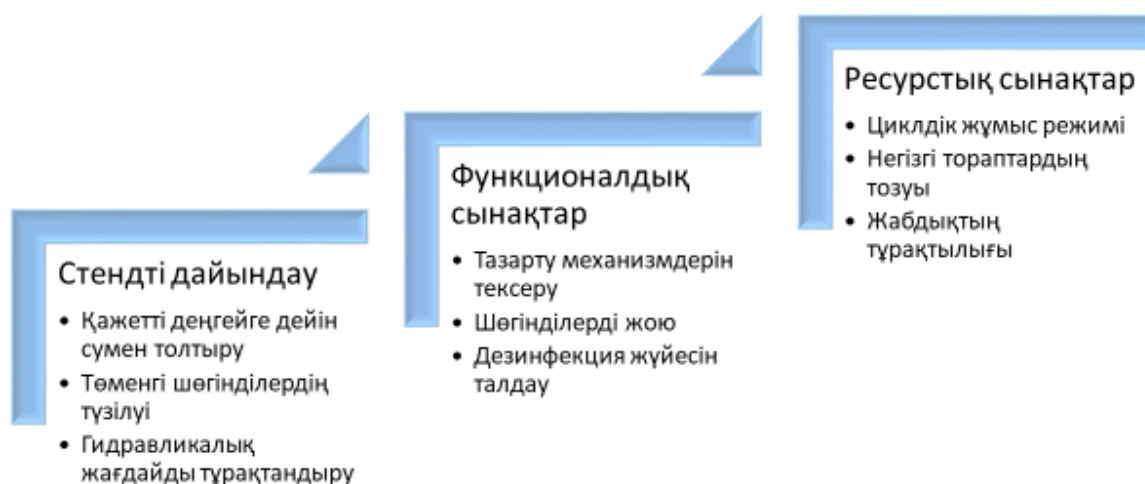 Стендті дайындау
• Қажетті деңгейге дейін
сумен толтыру
• Төменгі шөгінділердің
түзілуі
• Гидравликалық
жағдайды тұрақтандыру
Функционалдық
сынақтар
• Тазарту механизмдерін
тексеру
• Шөгінділерді жою
• Дезинфекция жүйесін
талдау
Ресурстық сынақтар
• Циклдік жұмыс режимі
• Негізгі тораптардың
тозуы
• Жабдықтың
тұрақтылығы